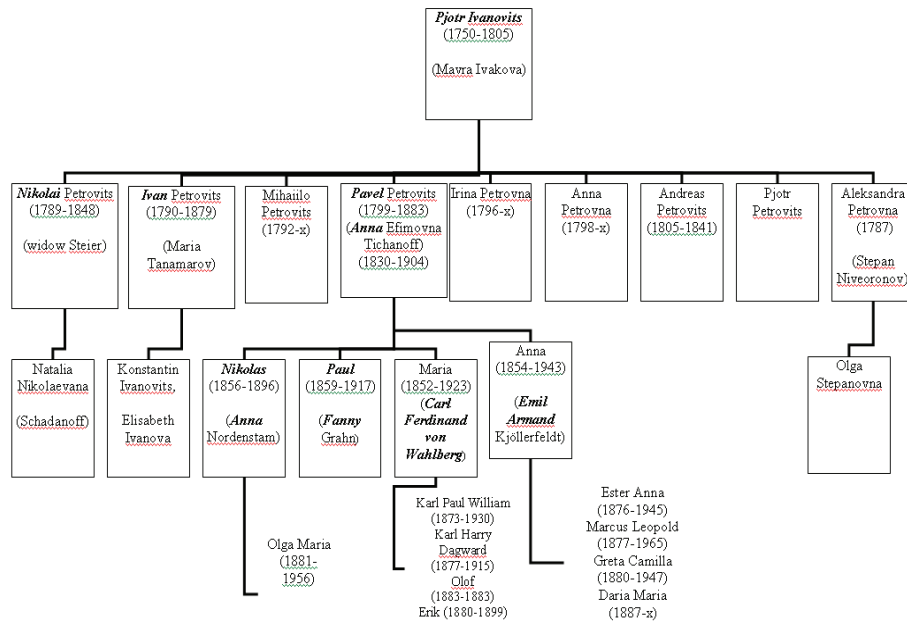 Pjotr Ivanovits
(1750-1805)
(Mavra Ivakova)
Nikolai Petrovits
(1789-1848)
(widow Steier)
Ivan Petrovits
(1790-1879)
(Maria
Tanamarov)
Mihaiilo
Petrovits
(1792-x)
Pavel Petrovits
(1799-1883)
(Anna Efimovna
Tichanoff)
(1830-1904)
Irina Petrovna
(1796-x)
Anna
Petrovna
(1798-x)
Andreas
Petrovits
(1805-1841)
Pjotr
Petrovits
Aleksandra
Petrovna
(1787)
(Stepan
Niveoronov)
Natalia
Nikolaevana
(Schadanoff)
Konstantin
Ivanovits,
Elisabeth
Ivanova
Nikolas
(1856-1896)
(Anna
Nordenstam)
Paul
(1859-1917)
(Fanny
Grahn)
Maria
(1852-1923)
(Carl
Ferdinand
von
Wahlberg)
Anna
(1854-1943)
(Emil
Armand
Kjöllerfeldt)
Olga
Stepanovna
Olga Maria
(1881-
1956)
Karl Paul William
(1873-1930)
Karl Harry
Dagward
(1877-1915)
Olof
(1883-1883)
Erik (1880-1899)
Ester Anna
(1876-1945)
Marcus Leopold
(1877-1965)
Greta Camilla
(1880-1947)
Daria Maria
(1887-x)